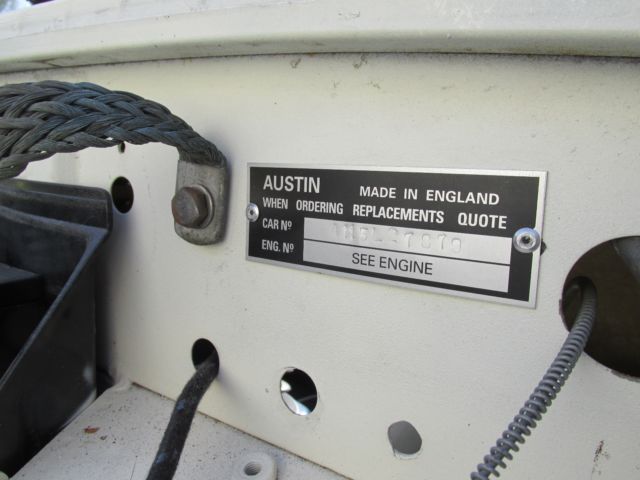 AUSTIN MADE IN ENGLAND
WHEN ORDERING REPLACEMENTS QUOTE
CAR Nº
ENG. Nº SEE ENGINE